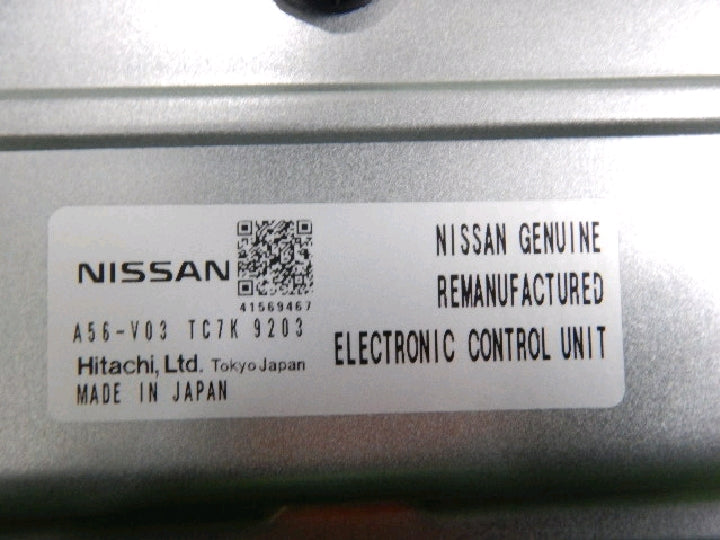 NISSAN
41569467
A56-V03 TC7K 9203
Hitachi, Ltd. Tokyo Japan
MADE IN JAPAN
NISSAN GENUINE
REMANUFACTURED
ELECTRONIC CONTROL UNIT